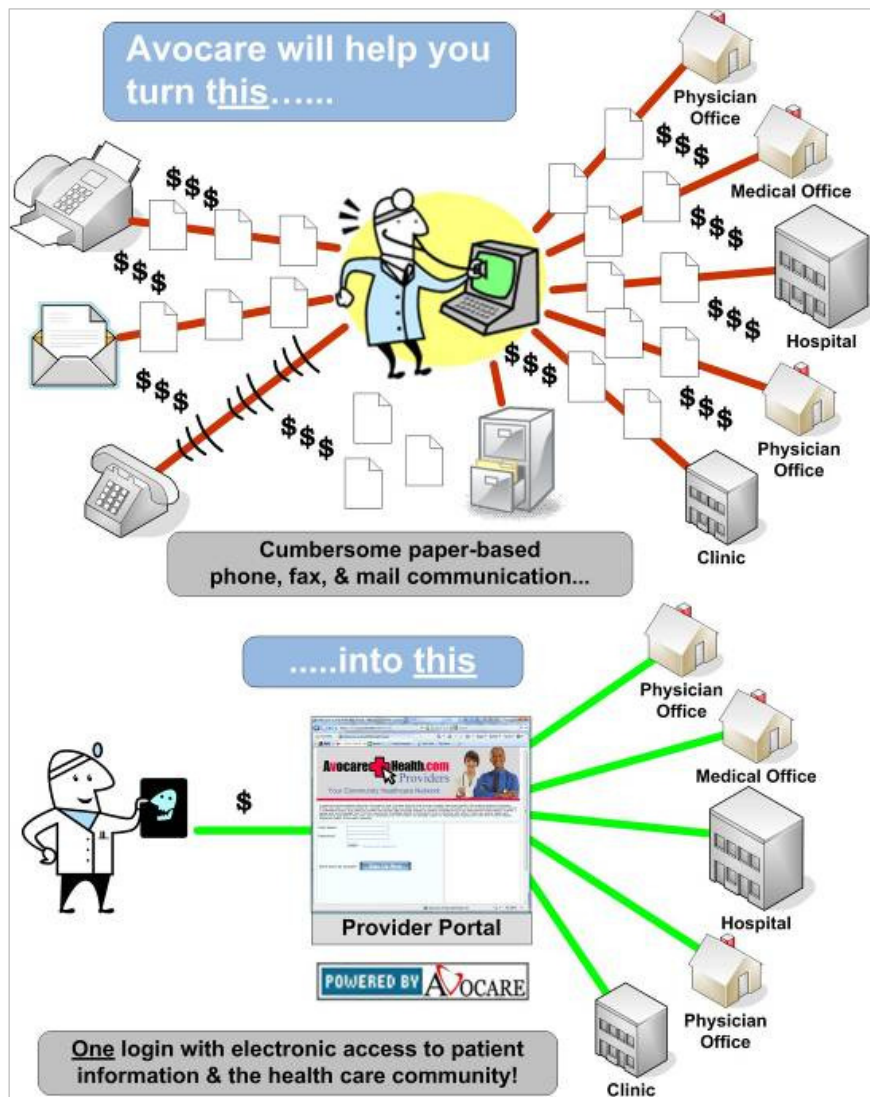 Avocare will help you
turn this…...
Physician
Office
$$$
$$$
Medical Office
$$$
$$$
$$$
Hospital
$$$
$$$
$$$
$$$
Physician
Office
Clinic
Cumbersome paper-based
phone, fax, & mail communication...
.....into this
Physician
Office
Medical Office
AvocareHealth.com
Providers
Your Community Healthcare Network
$
Hospital
Provider Portal
POWERED BY AVOCARE
Physician
Office
Clinic
One login with electronic access to patient
information & the health care community!